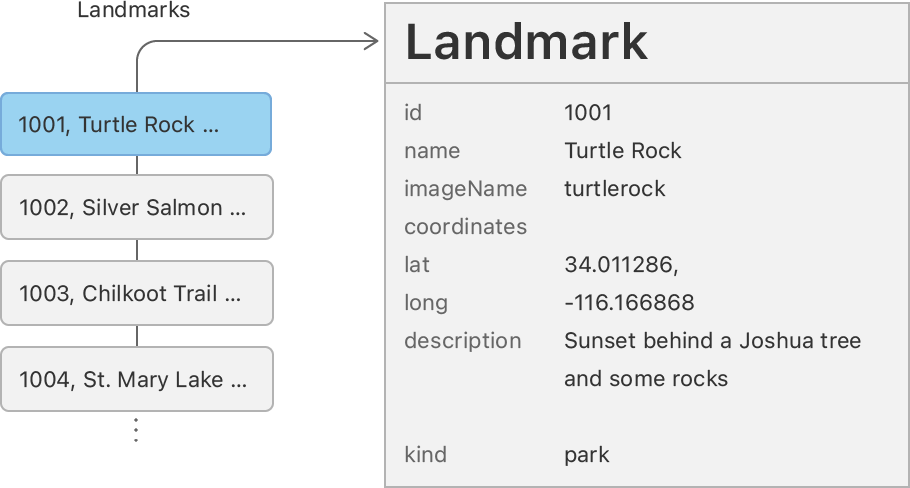 Landmarks
1001, Turtle Rock ...
1002, Silver Salmon ...
1003, Chilkoot Trail ...
1004, St. Mary Lake ...
Landmark
id 1001
name Turtle Rock
imageName turtlerock
coordinates
lat 34.011286,
long -116.166868
description Sunset behind a Joshua tree
and some rocks
kind park